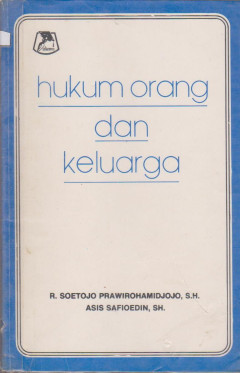 hukum orang
dan
keluarga
R. SOETOJO PRAWIROHAMIDJOJO, S.H.
ASIS SAFIOEDIN, SH.